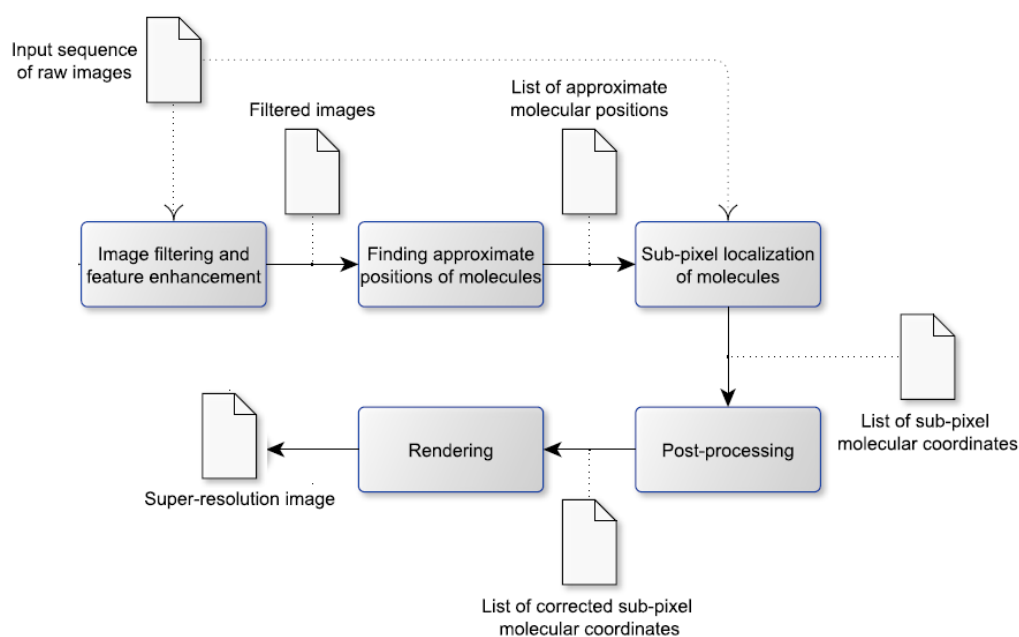 Input sequence
of raw images
Filtered images
List of approximate
molecular positions
Image filtering and
feature enhancement
Finding approximate
positions of molecules
Sub-pixel localization
of molecules
List of sub-pixel
molecular coordinates
Super-resolution image
Rendering
Post-processing
List of corrected sub-pixel
molecular coordinates